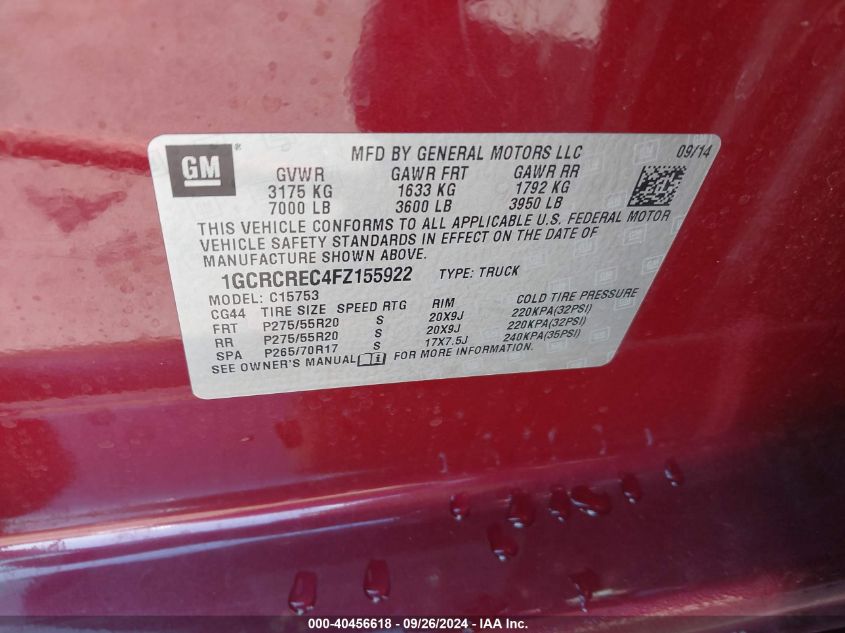 GM ® MFD BY GENERAL MOTORS LLC 09/14
GVWR GAWR FRT GAWR RR
3175 KG 1633 KG 1792 KG
7000 LB 3600 LB 3950 LB
THIS VEHICLE CONFORMS TO ALL APPLICABLE U.S. FEDERAL MOTOR
VEHICLE SAFETY STANDARDS IN EFFECT ON THE DATE OF
MANUFACTURE SHOWN ABOVE.
1GCRCREC4FZ155922 TYPE: TRUCK
MODEL: C15753
CG44 TIRE SIZE SPEED RTG RIM COLD TIRE PRESSURE
FRT P275/55R20 S 20X9J 220KPA(32PSI)
RR P275/55R20 S 20X9J 220KPA(32PSI)
SPA P265/70R17 S 17X7.5J 240KPA(35PSI)
SEE OWNER'S MANUAL i FOR MORE INFORMATION.
000-40456618 - 09/26/2024 - IAA Inc.